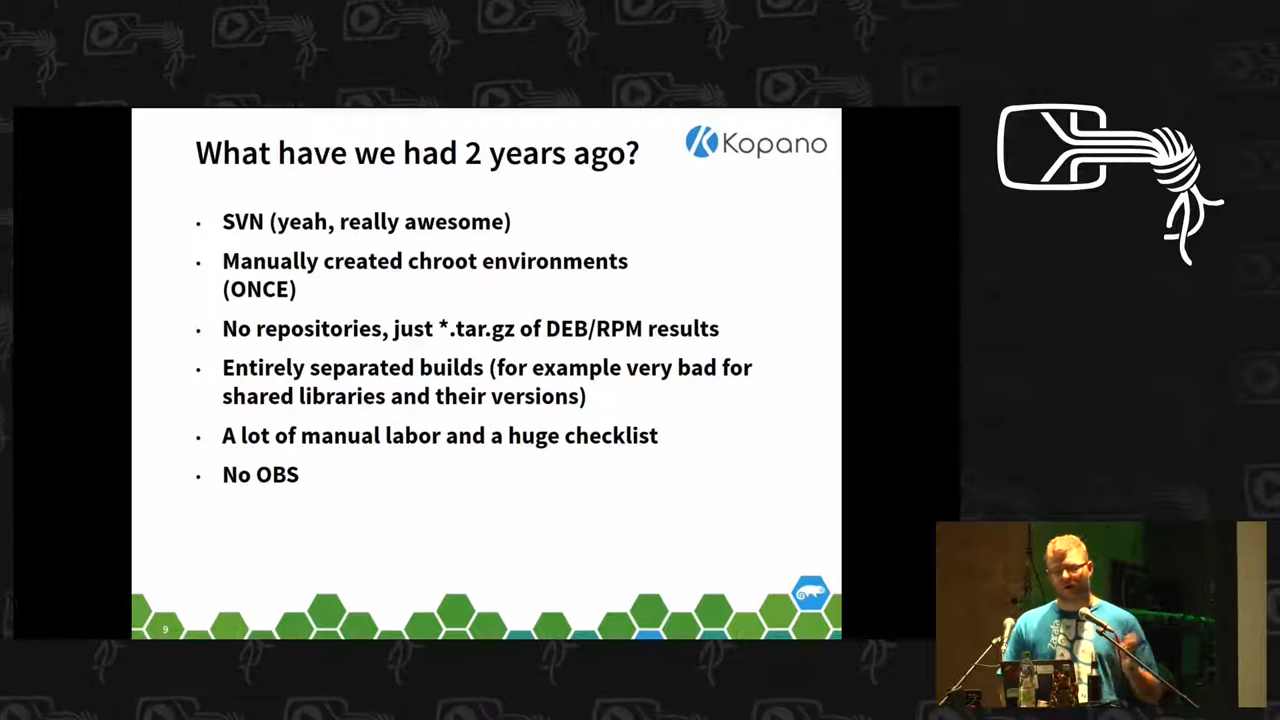 What have we had 2 years ago?
Kopano
SVN (yeah, really awesome)
Manually created chroot environments
(ONCE)
No repositories, just *.tar.gz of DEB/RPM results
Entirely separated builds (for example very bad for
shared libraries and their versions)
A lot of manual labor and a huge checklist
No OBS
9